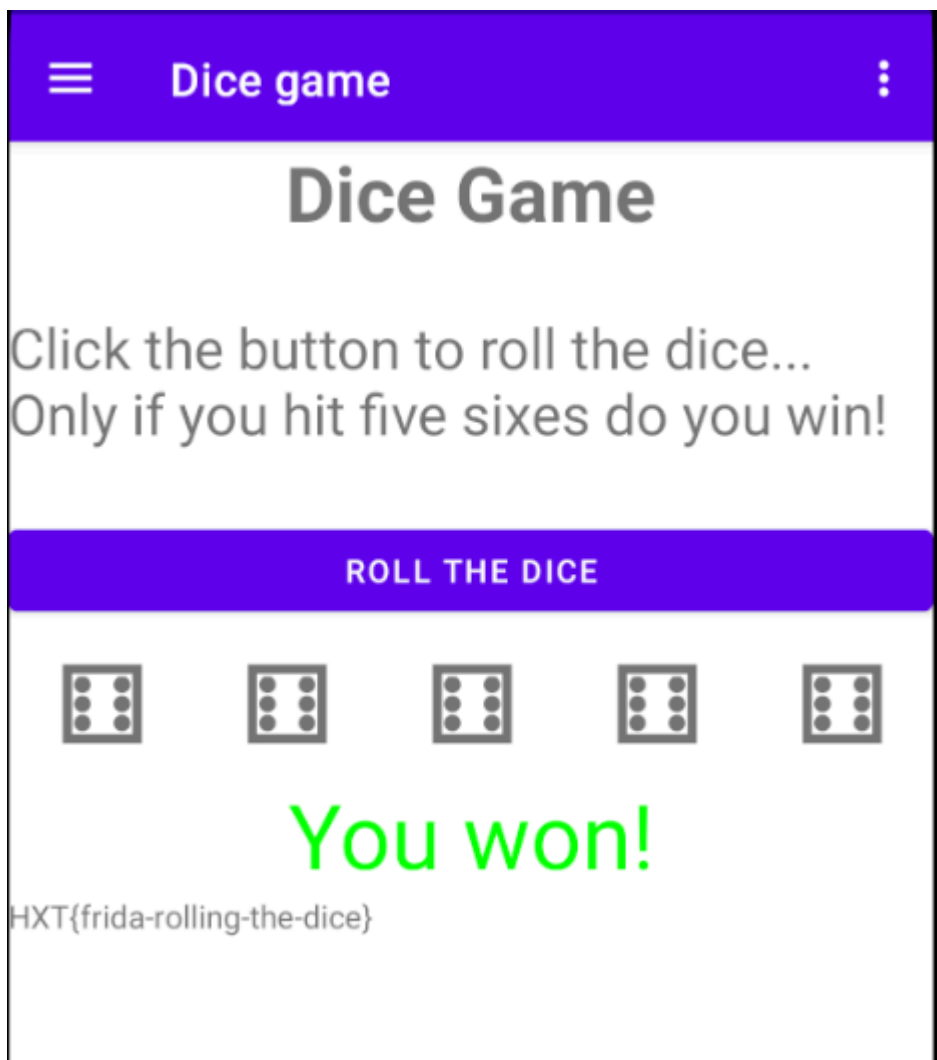 Dice game
Dice Game
Click the button to roll the dice...
Only if you hit five sixes do you win!
ROLL THE DICE
You won!
HXT{frida-rolling-the-dice}